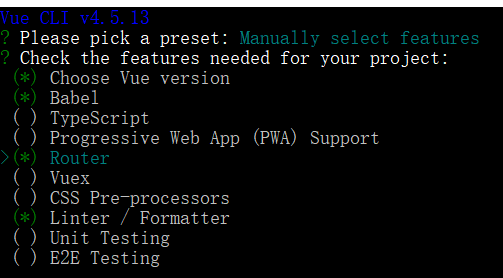 Vue CLI v4.5.13
? Please pick a preset: Manually select features
? Check the features needed for your project:
(*) Choose Vue version
(*) Babel
( ) TypeScript
( ) Progressive Web App (PWA) Support
>(*) Router
( ) Vuex
( ) CSS Pre-processors
(*) Linter / Formatter
( ) Unit Testing
( ) E2E Testing